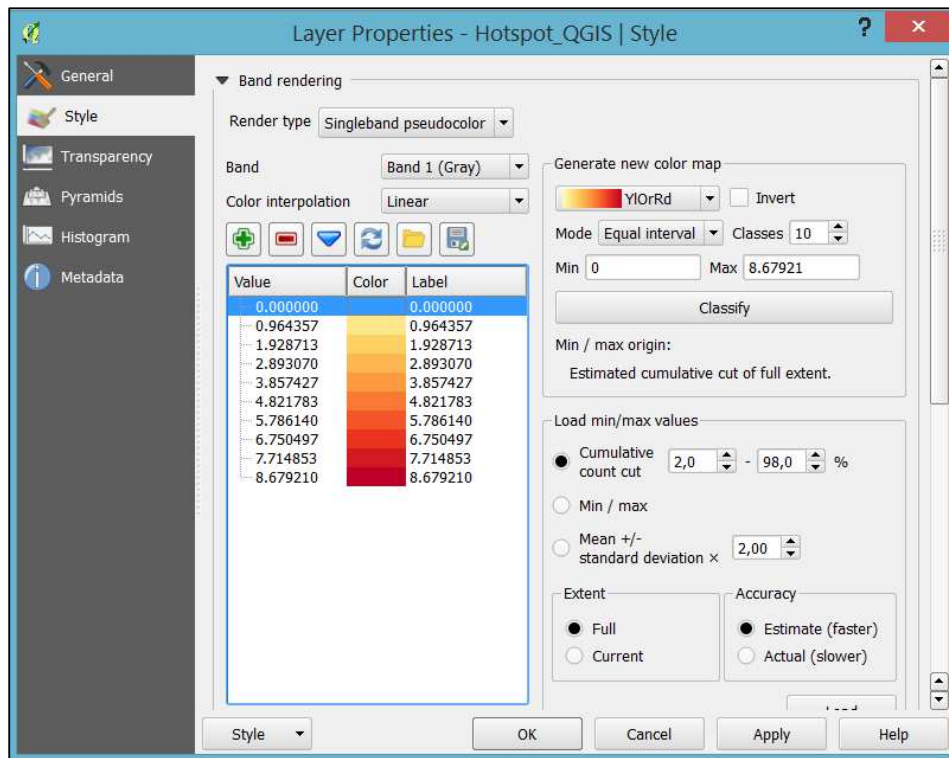 Layer Properties - Hotspot_QGIS | Style
?
×
General
Style
Transparency
Pyramids
Histogram
Metadata
Band rendering
Render type Singleband pseudocolor
Band Band 1 (Gray)
Color interpolation Linear
Value Color Label
0.000000 0.000000
0.964357 0.964357
1.928713 1.928713
2.893070 2.893070
3.857427 3.857427
4.821783 4.821783
5.786140 5.786140
6.750497 6.750497
7.714853 7.714853
8.679210 8.679210
Generate new color map
YlOrRd Invert
Mode Equal interval Classes 10
Min 0 Max 8.67921
Classify
Min / max origin:
Estimated cumulative cut of full extent.
Load min/max values
Cumulative
count cut 2,0 - 98,0 %
Min / max
Mean +/-
standard deviation × 2,00
Extent
Full
Current
Accuracy
Estimate (faster)
Actual (slower)
Style OK Cancel Apply Help